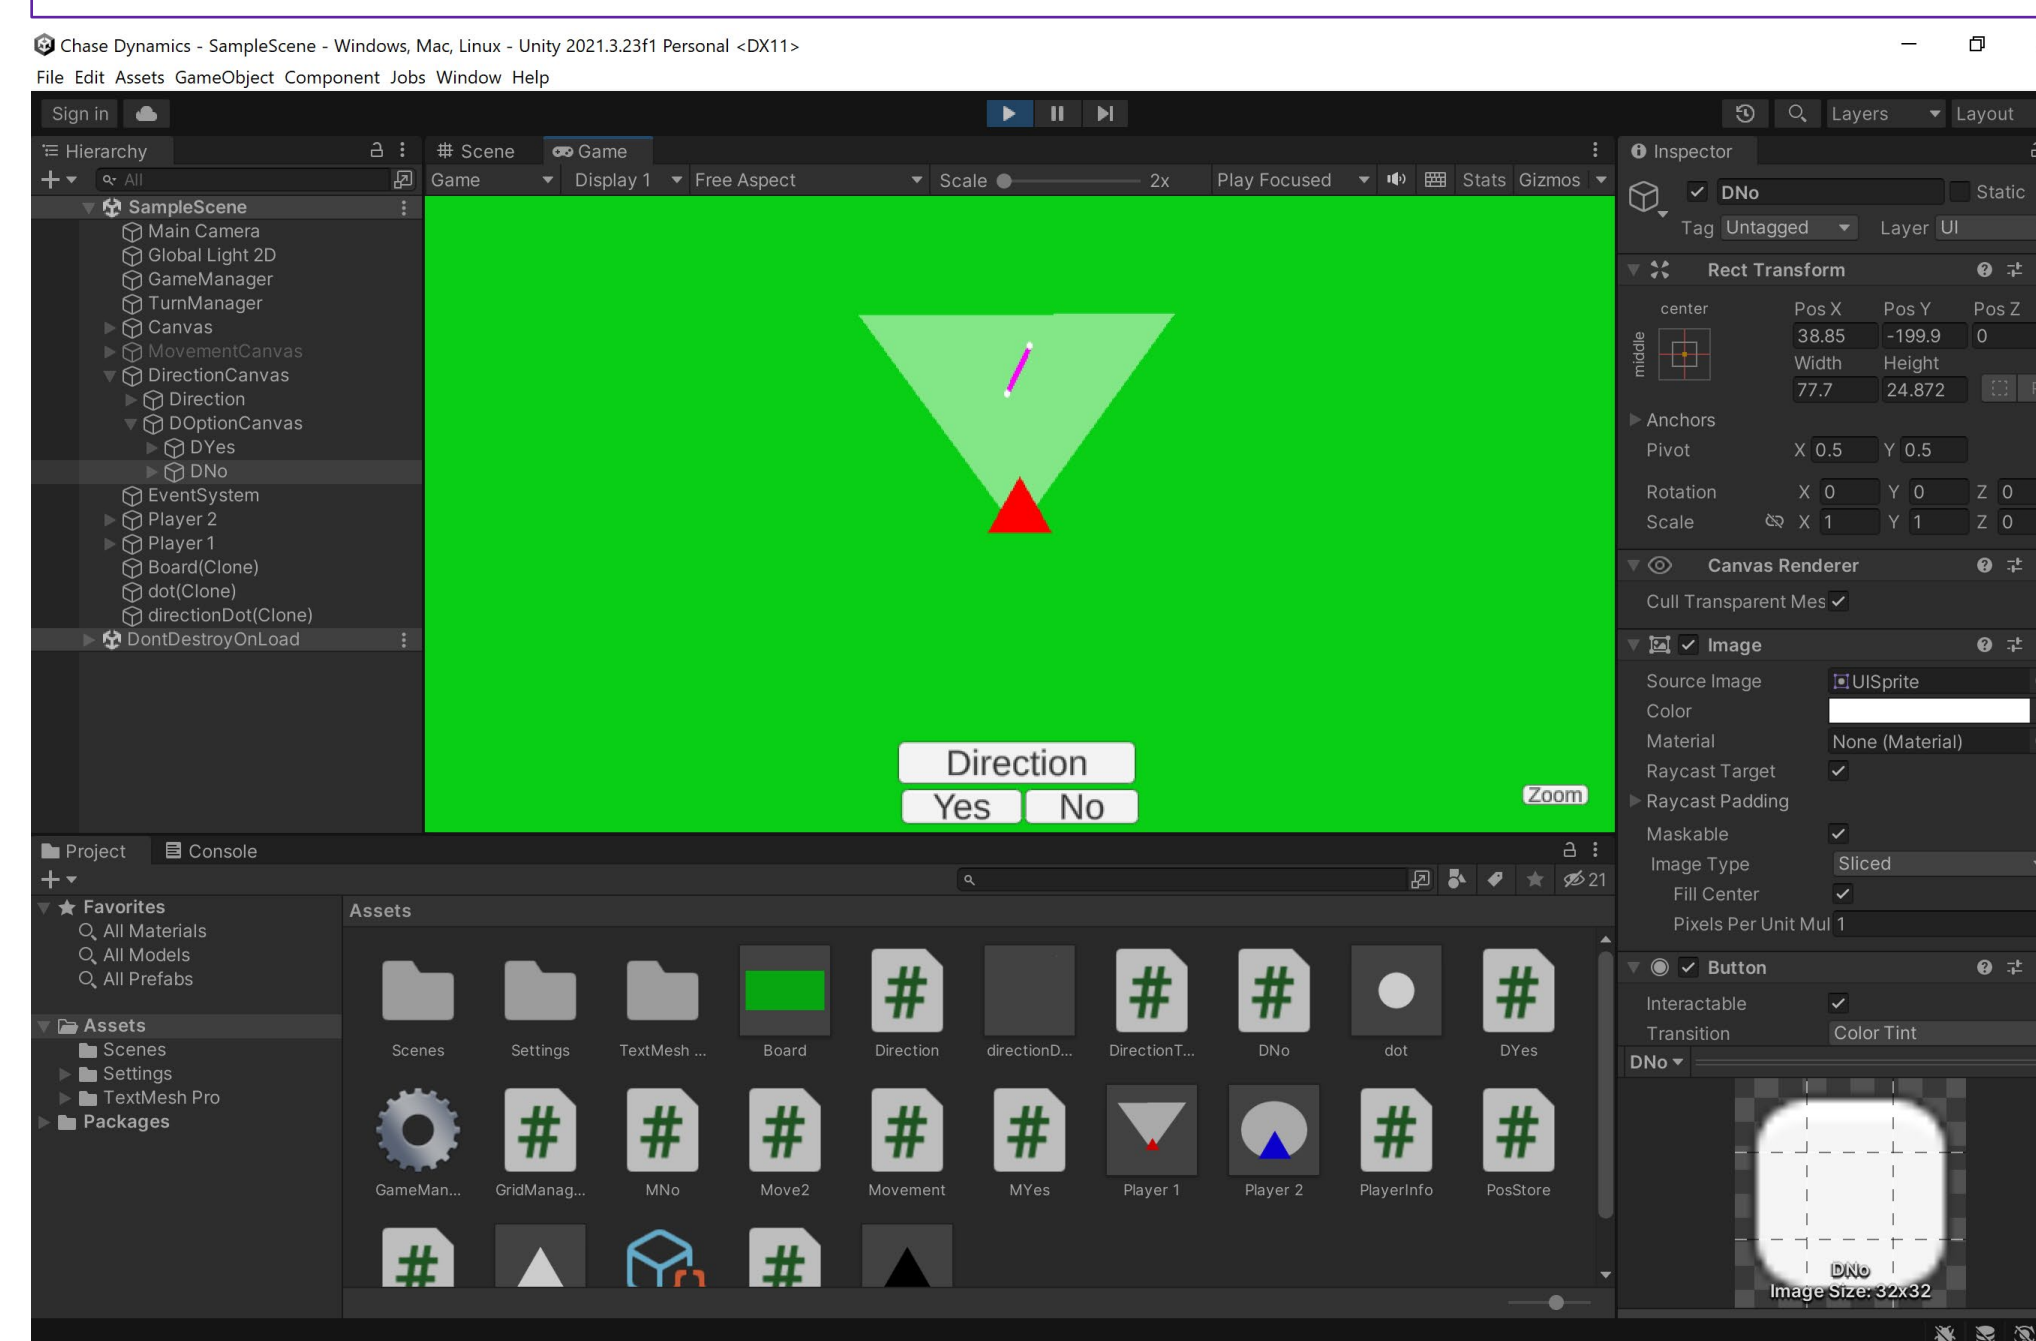 Chase Dynamics - SampleScene - Windows, Mac, Linux - Unity 2021.3.23f1 Personal <DX11>
File Edit Assets GameObject Component Jobs Window Help
Sign in
Layers
Layout
Hierarchy
All
SampleScene
Main Camera
Global Light 2D
GameManager
TurnManager
Canvas
MovementCanvas
DirectionCanvas
Direction
DOptionCanvas
DYes
DNo
EventSystem
Player 2
Player 1
Board(Clone)
dot(Clone)
directionDot(Clone)
DontDestroyOnLoad
Scene Game
Game Display 1 Free Aspect Scale 2x Play Focused Stats Gizmos
Direction
Yes No
Zoom
Inspector
DNo Static
Tag Untagged Layer UI
Rect Transform
center Pos X Pos Y Pos Z
middle
38.85 -199.9 0
Width Height
77.7 24.872
Anchors
Pivot X 0.5 Y 0.5
Rotation X 0 Y 0 Z 0
Scale X 1 Y 1 Z 0
Canvas Renderer
Cull Transparent Mes
Image
Source Image UISprite
Color
Material None (Material)
Raycast Target
Raycast Padding
Maskable
Image Type Sliced
Fill Center
Pixels Per Unit Mul 1
Button
Interactable
Transition Color Tint
DNo
DNo
Image Size: 32x32
Project Console
21
Favorites
All Materials
All Models
All Prefabs
Assets
Scenes
Settings
TextMesh Pro
Packages
Assets
Scenes Settings TextMesh ... Board Direction directionD... DirectionT... DNo dot DYes
GameMan... GridManag... MNo Move2 Movement MYes Player 1 Player 2 PlayerInfo PosStore